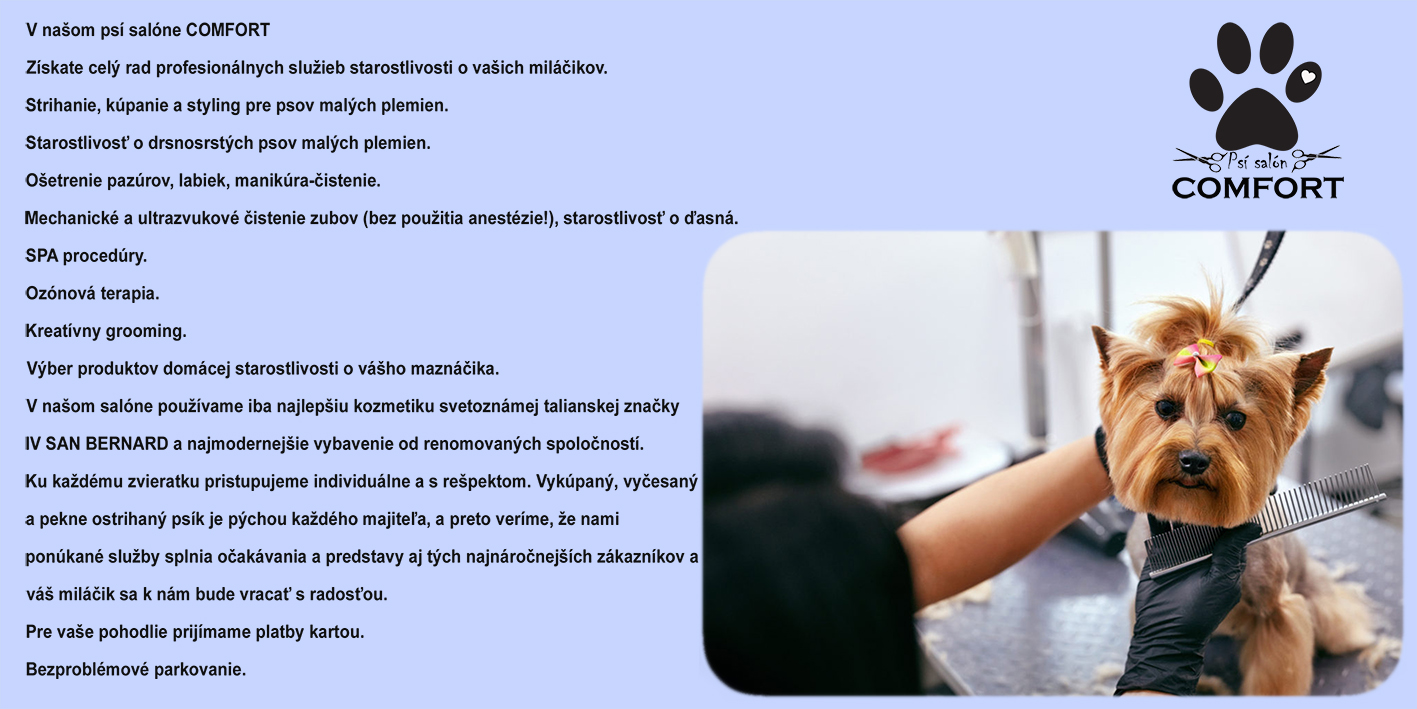 V našom psí salóne COMFORT
Získate celý rad profesionálnych služieb starostlivosti o vašich miláčikov.
Strihanie, kúpanie a styling pre psov malých plemien.
Starostlivosť o drsnosrstých psov malých plemien.
Ošetrenie pazúrov, labiek, manikúra-čistenie.
Mechanické a ultrazvukové čistenie zubov (bez použitia anestézie!), starostlivosť o ďasná.
SPA procedúry.
Ozónová terapia.
Kreatívny grooming.
Výber produktov domácej starostlivosti o vášho maznáčika.
V našom salóne používame iba najlepšiu kozmetiku svetoznámej talianskej značky
IV SAN BERNARD a najmodernejšie vybavenie od renomovaných spoločností.
Ku každému zvieratku pristupujeme individuálne a s rešpektom. Vykúpaný, vyčesaný
a pekne ostrihaný psík je pýchou každého majiteľa, a preto veríme, že nami
ponúkané služby splnia očakávania a predstavy aj tých najnáročnejších zákazníkov a
váš miláčik sa k nám bude vracať s radosťou.
Pre vaše pohodlie prijímame platby kartou.
Bezproblémové parkovanie.
Psí salón
COMFORT